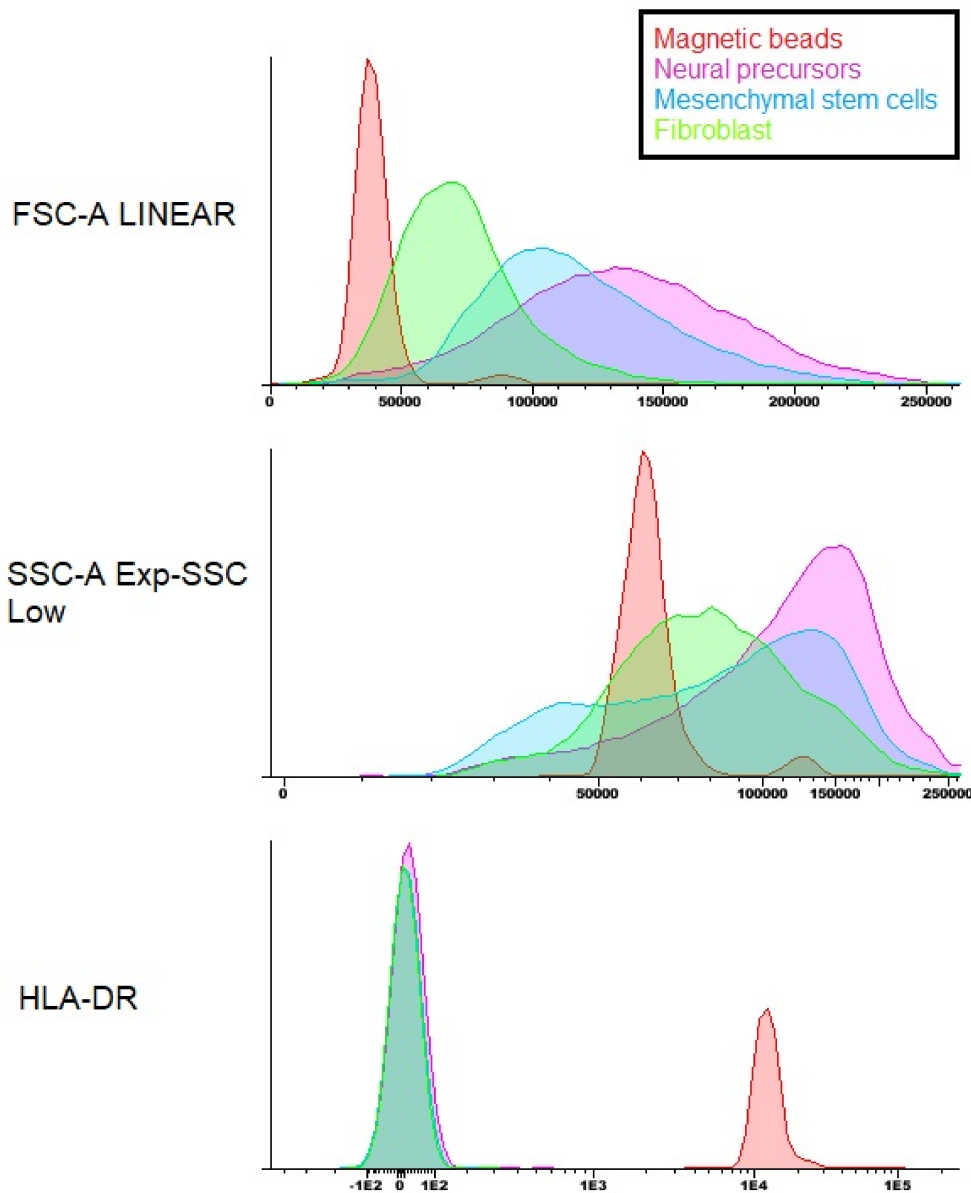 Magnetic beads
Neural precursors
Mesenchymal stem cells
Fibroblast
FSC-A LINEAR
0 50000 100000 150000 200000 250000
SSC-A Exp-SSC
Low
0 50000 100000 150000 250000
HLA-DR
-1E2 0 1E2 1E3 1E4 1E5